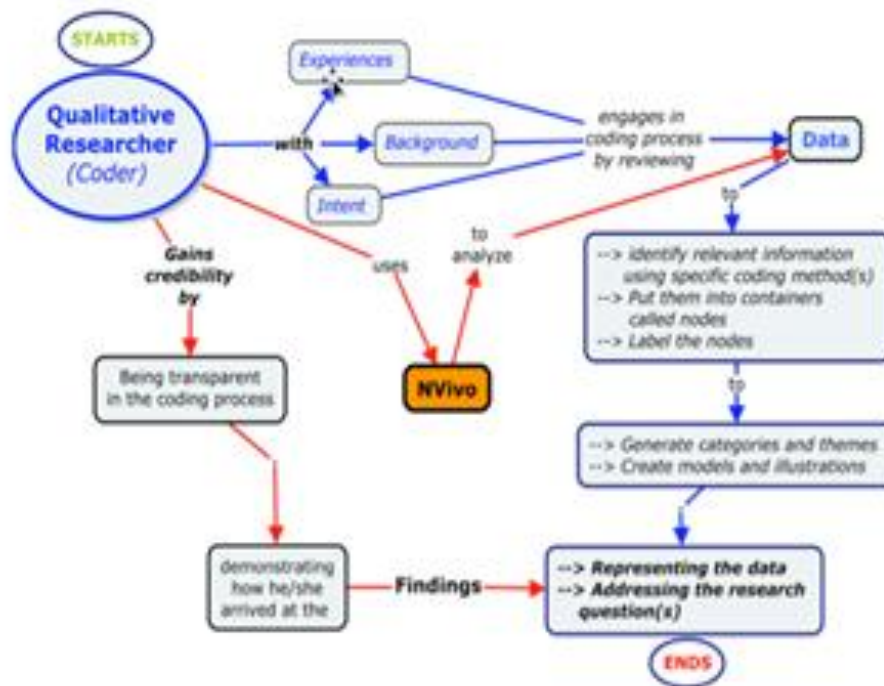 STARTS
Qualitative
Researcher
(Coder)
with
Experiences
Background
Intent
engages in
coding process
by reviewing
Data
to
--> identify relevant information
using specific coding method(s)
--> Put them into containers
called nodes
--> Label the nodes
to
--> Generate categories and themes
--> Create models and illustrations
--> Representing the data
--> Addressing the research
question(s)
ENDS
uses
NVivo
to
analyze
Gains
credibility
by
Being transparent
in the coding process
demonstrating
how he/she
arrived at the
Findings